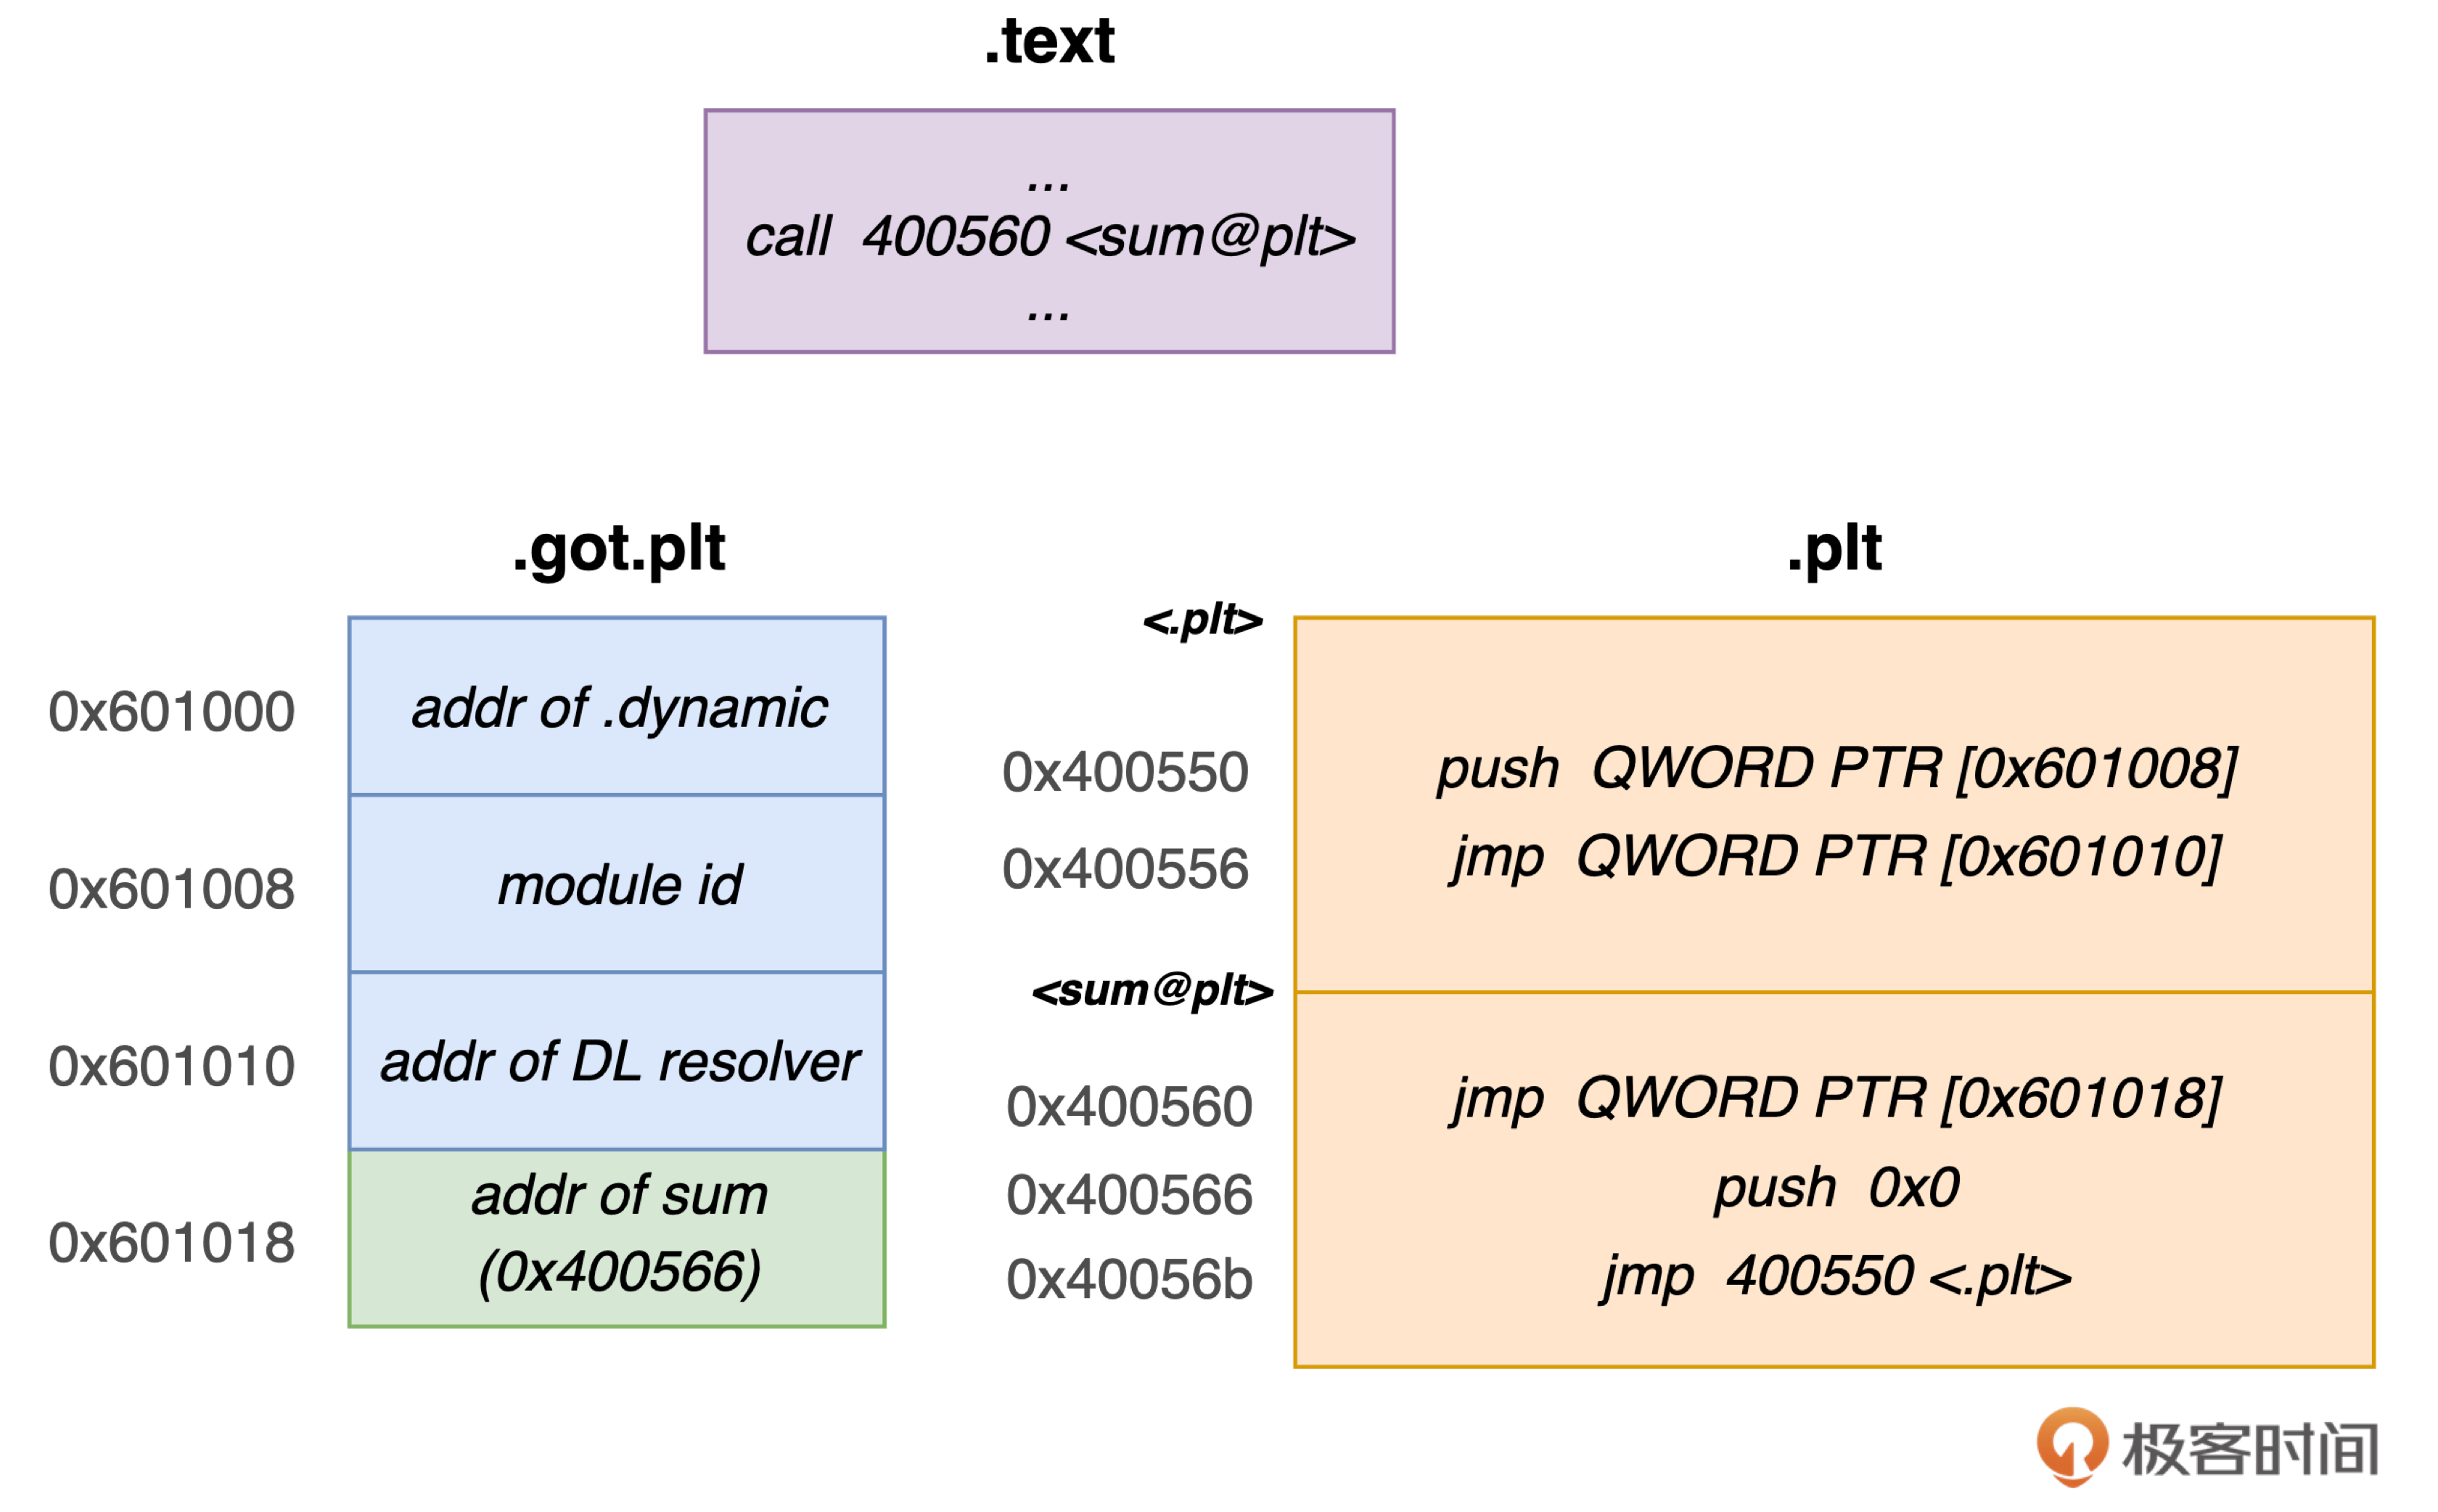 .text
...
call 400560 <sum@plt>
...
.got.plt
0x601000
addr of .dynamic
0x601008
module id
0x601010
addr of DL resolver
0x601018
addr of sum
(0x400566)
.plt
<.plt>
0x400550
push QWORD PTR [0x601008]
0x400556
jmp QWORD PTR [0x601010]
<sum@plt>
0x400560
jmp QWORD PTR [0x601018]
0x400566
push 0x0
0x40056b
jmp 400550 <.plt>
极客时间